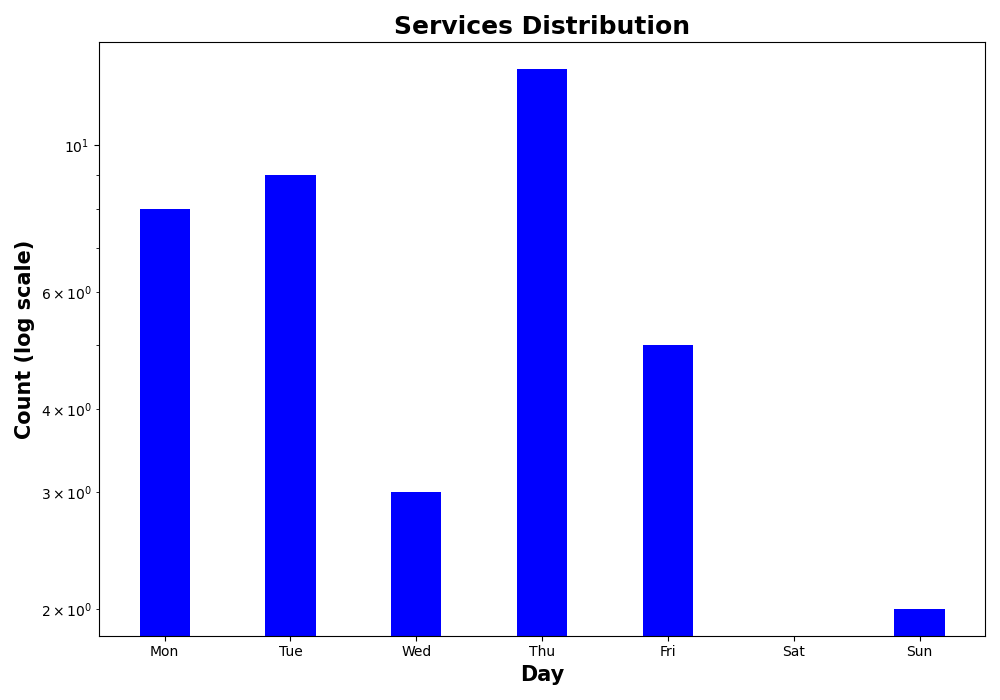 Services Distribution
Count (log scale)
10¹
6 × 10⁰
4 × 10⁰
3 × 10⁰
2 × 10⁰
Mon Tue Wed Thu Fri Sat Sun
Day